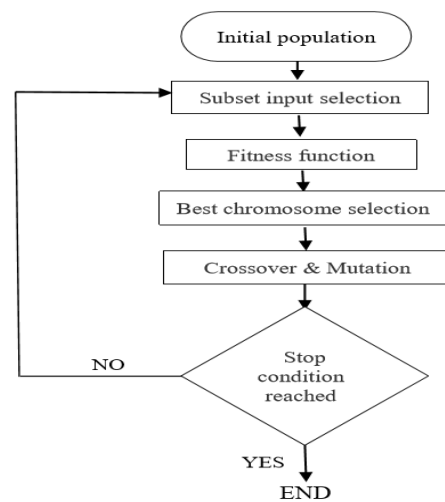 Initial population
Subset input selection
Fitness function
Best chromosome selection
Crossover & Mutation
Stop
condition
reached
NO
YES
END